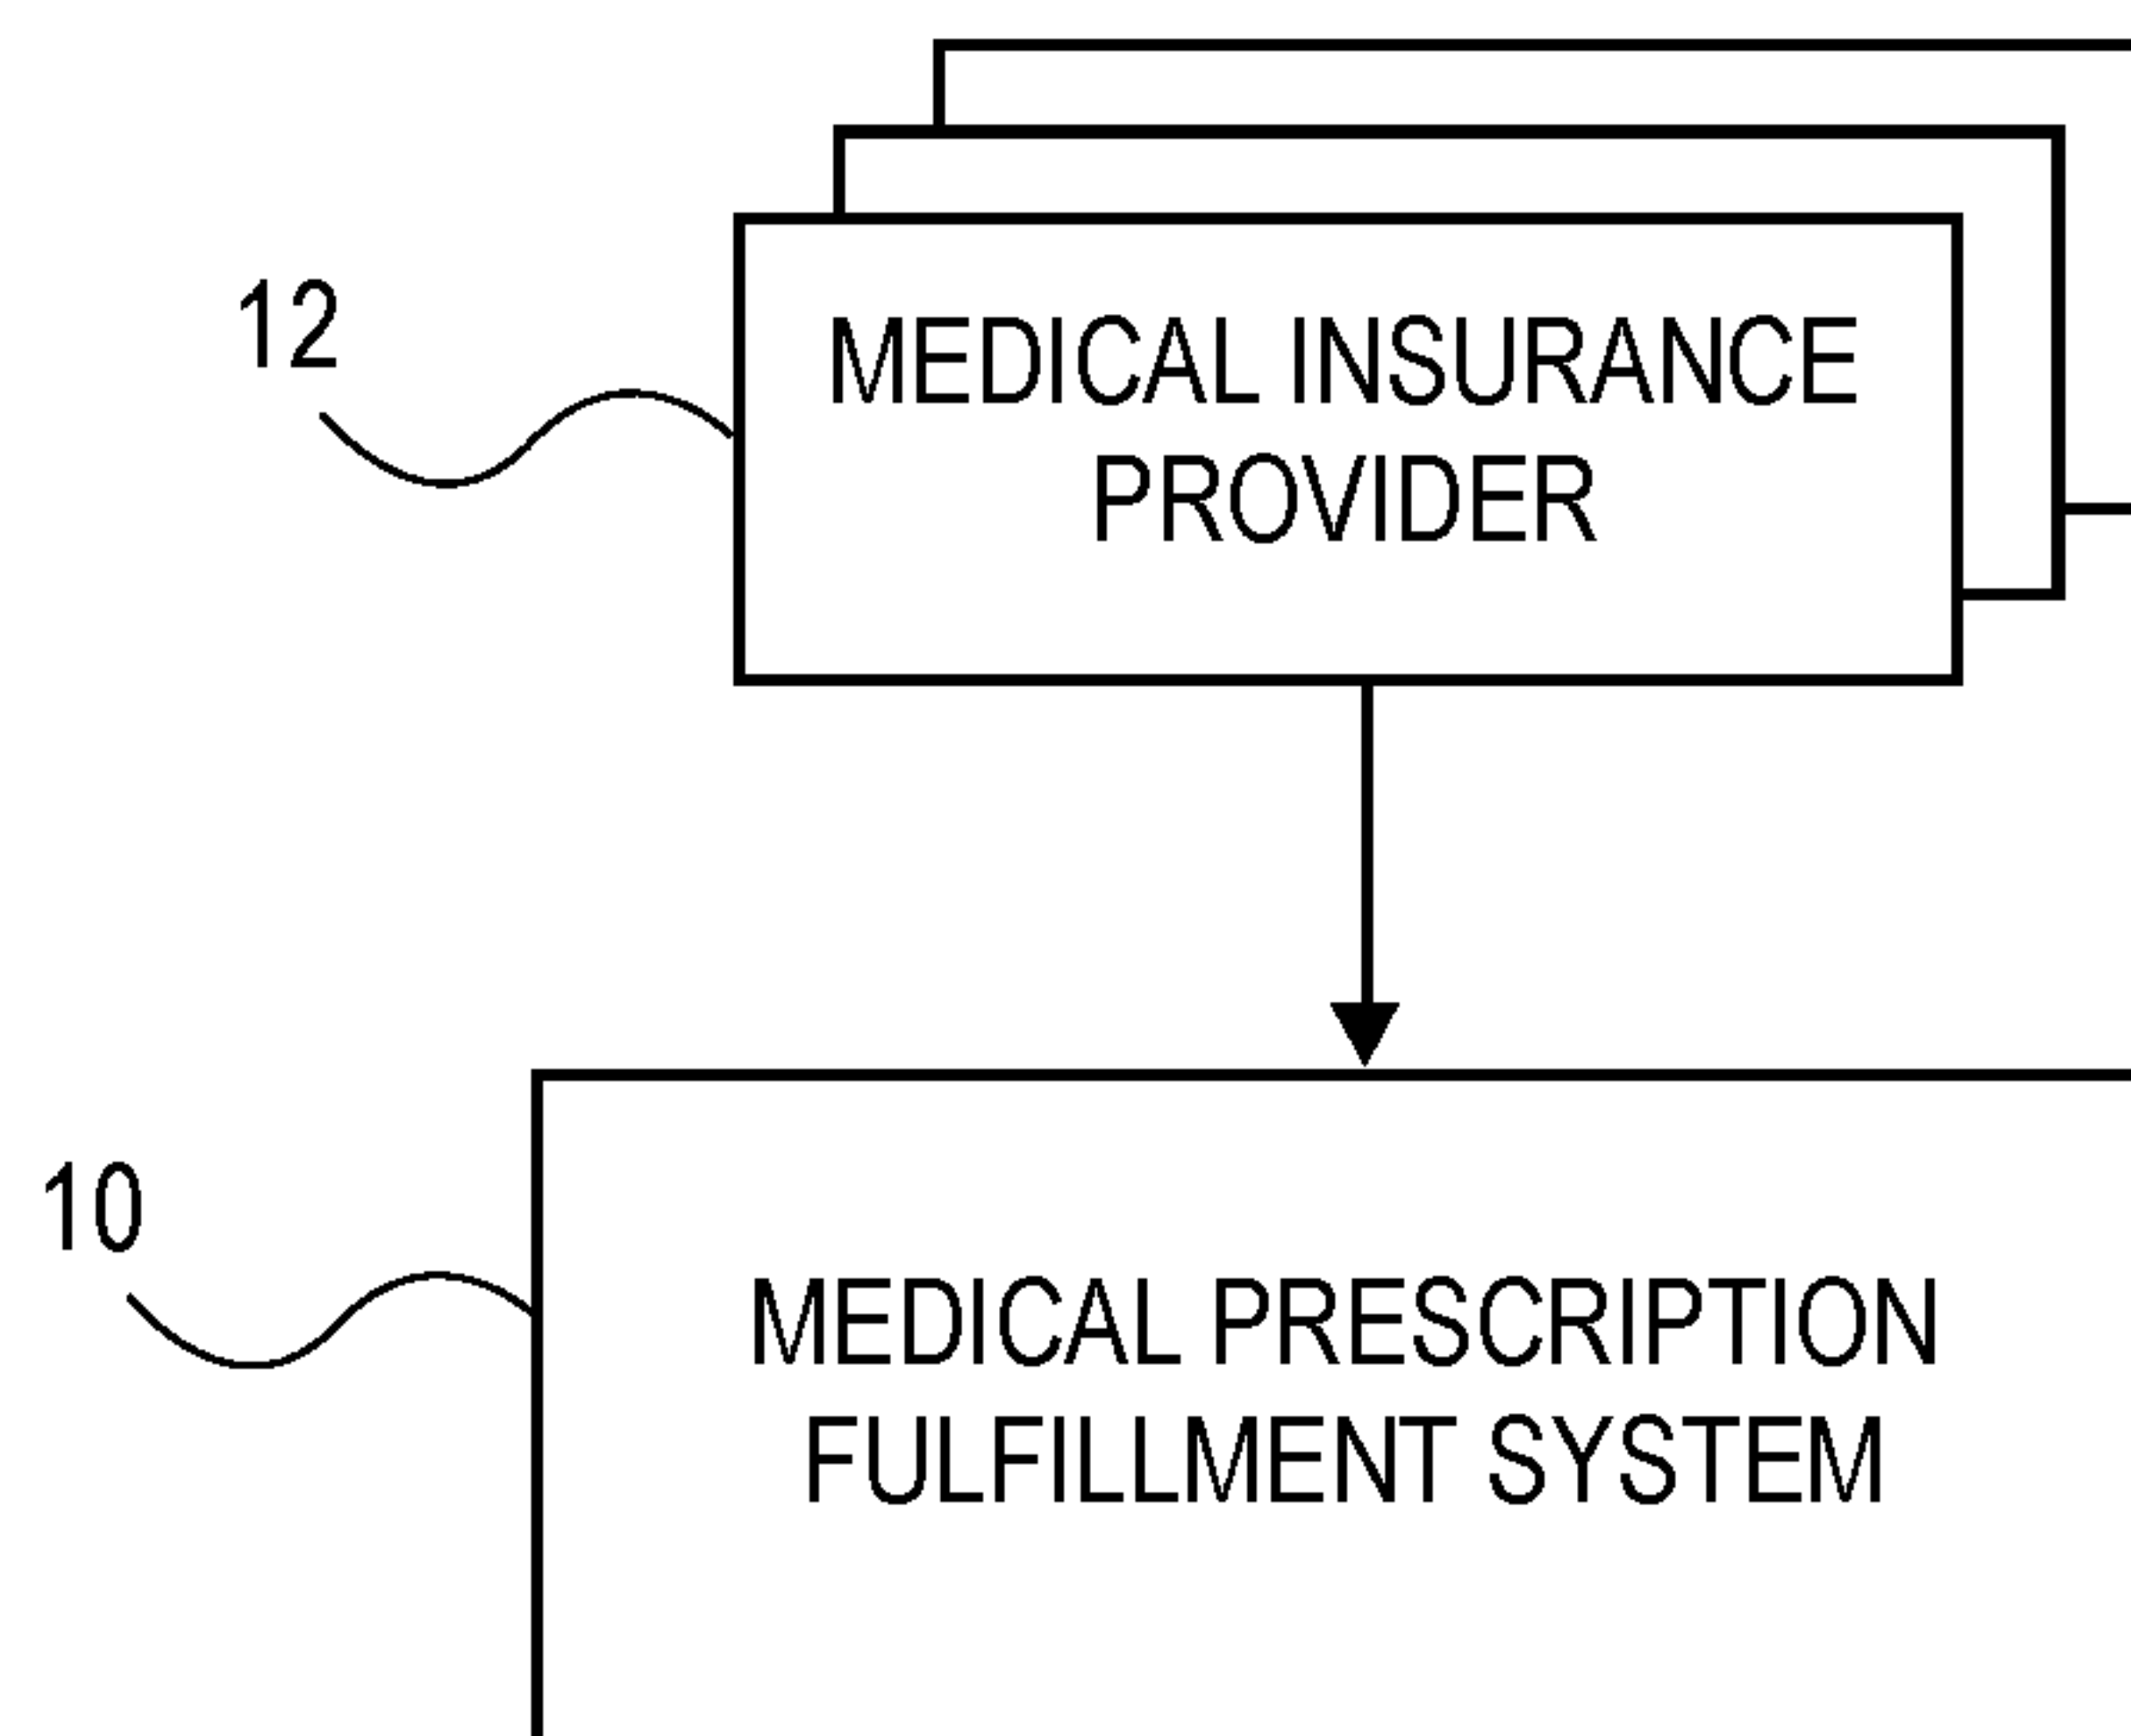 12
MEDICAL INSURANCE
PROVIDER
10
MEDICAL PRESCRIPTION
FULFILLMENT SYSTEM